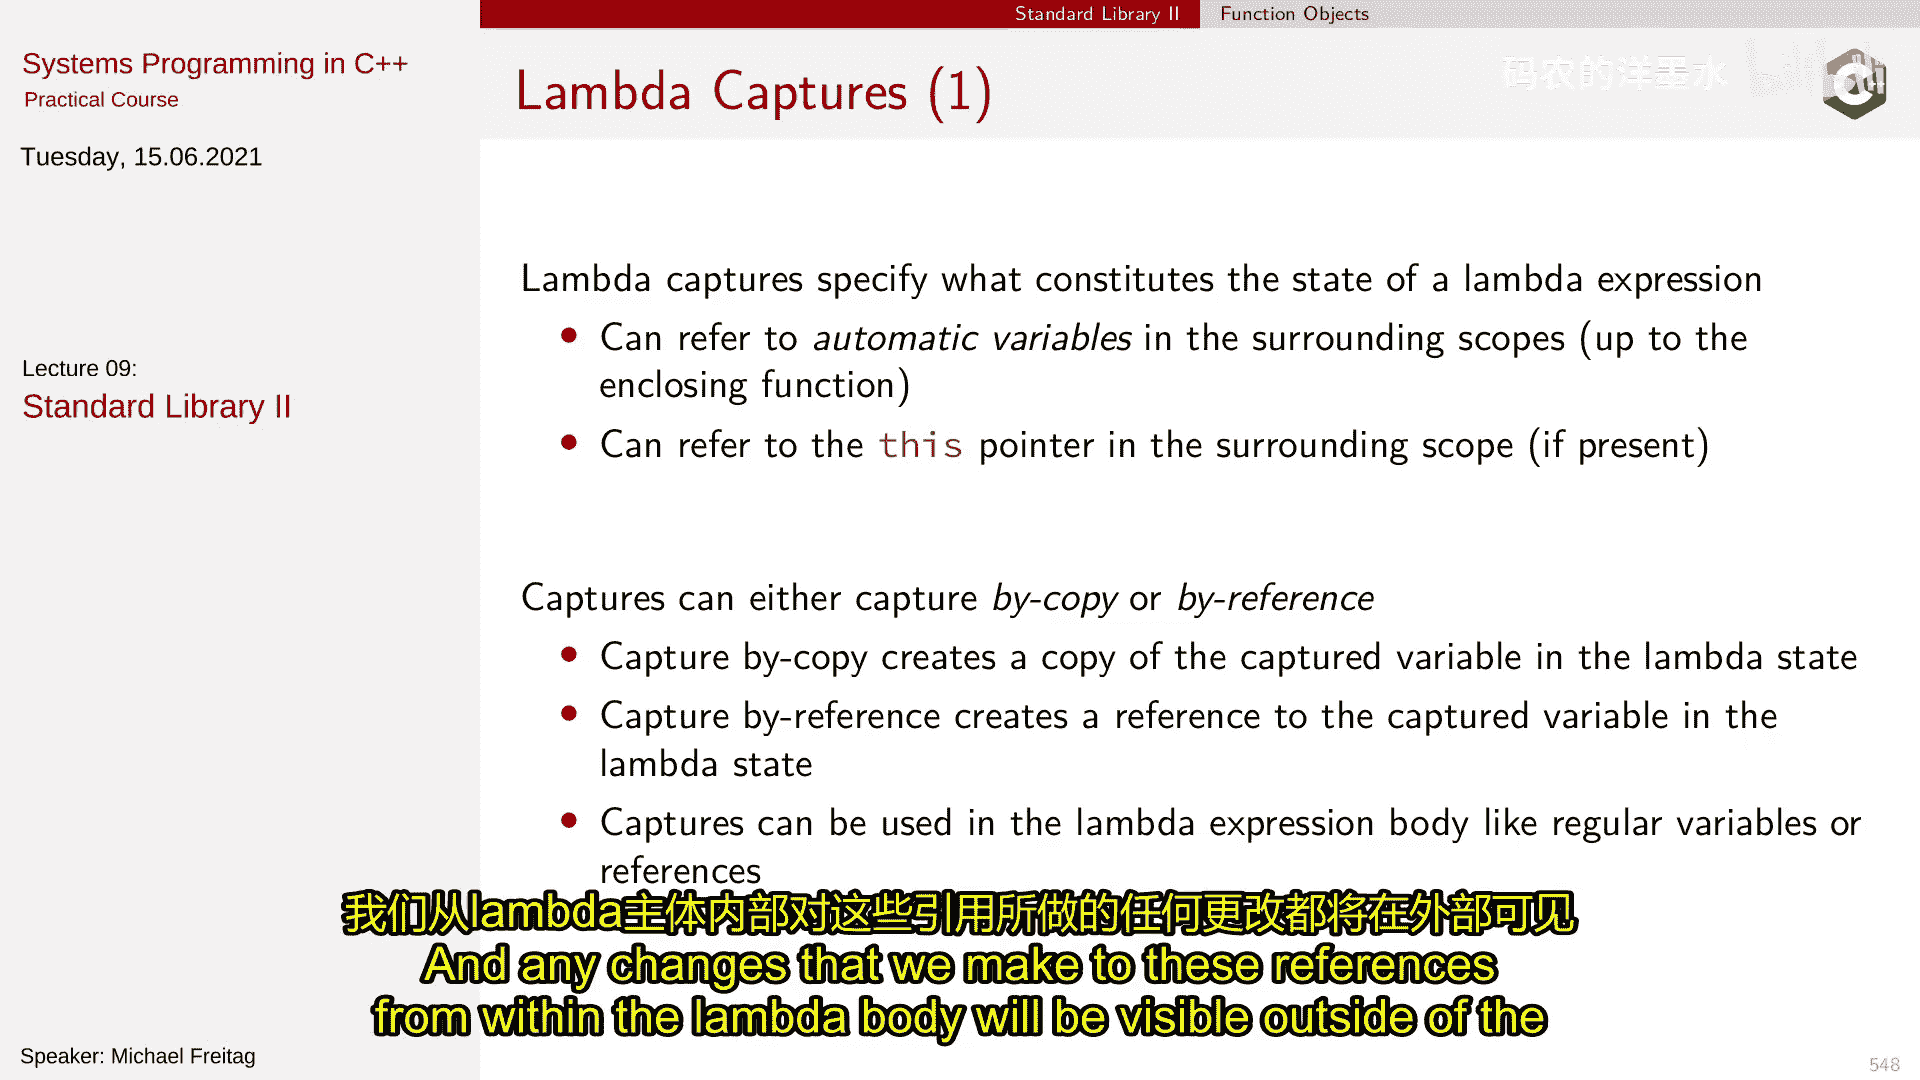 Standard Library II
Function Objects
Systems Programming in C++
Practical Course
Tuesday, 15.06.2021
Lecture 09:
Standard Library II
Lambda Captures (1)
码农的洋墨水
Lambda captures specify what constitutes the state of a lambda expression
• Can refer to automatic variables in the surrounding scopes (up to the
enclosing function)
• Can refer to the this pointer in the surrounding scope (if present)
Captures can either capture by-copy or by-reference
• Capture by-copy creates a copy of the captured variable in the lambda state
• Capture by-reference creates a reference to the captured variable in the
lambda state
• Captures can be used in the lambda expression body like regular variables or
references
我们从lambda主体内部对这些引用所做的任何更改都将在外部可见
And any changes that we make to these references
from within the lambda body will be visible outside of the
Speaker: Michael Freitag
548